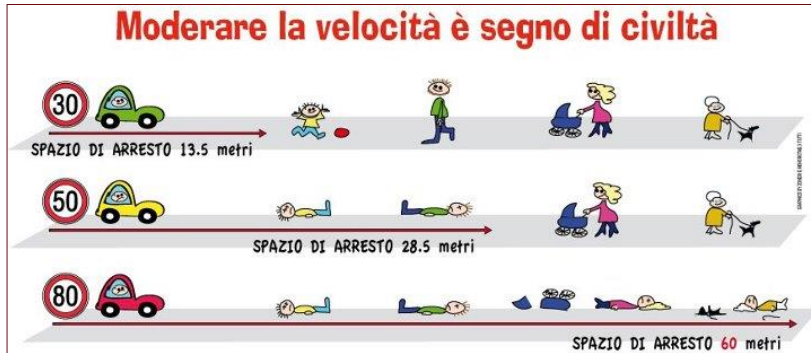 Moderare la velocità è segno di civiltà
30
SPAZIO DI ARRESTO 13.5 metri
50
SPAZIO DI ARRESTO 28.5 metri
80
SPAZIO DI ARRESTO 60 metri